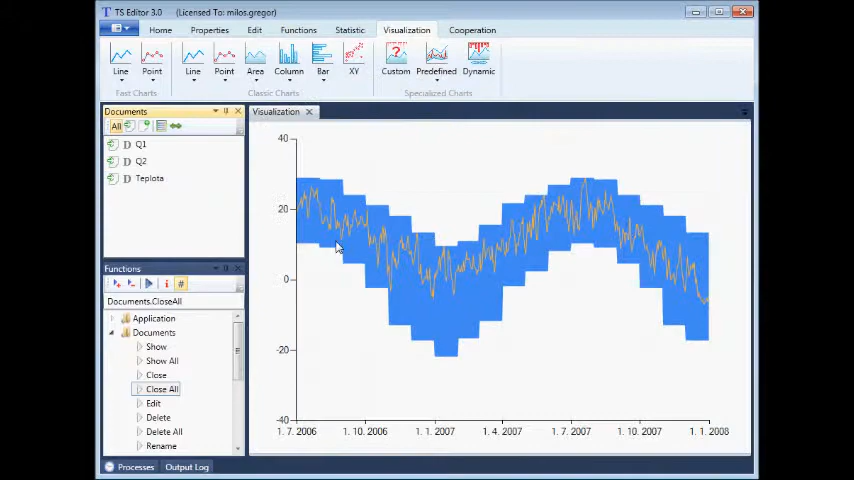 TS Editor 3.0 (Licensed To: milos.gregor)
Home Properties Edit Functions Statistic Visualization Cooperation
Line Point Line Point Area Column Bar XY Custom Predefined Dynamic
Fast Charts Classic Charts Specialized Charts
Documents
All
D Q1
D Q2
D Teplota
Functions
Documents.CloseAll
Application
Documents
Show
Show All
Close
Close All
Edit
Delete
Delete All
Rename
Visualization
40
20
0
-20
-40
1. 7. 2006 1. 10. 2006 1. 1. 2007 1. 4. 2007 1. 7. 2007 1. 10. 2007 1. 1. 2008
Processes Output Log